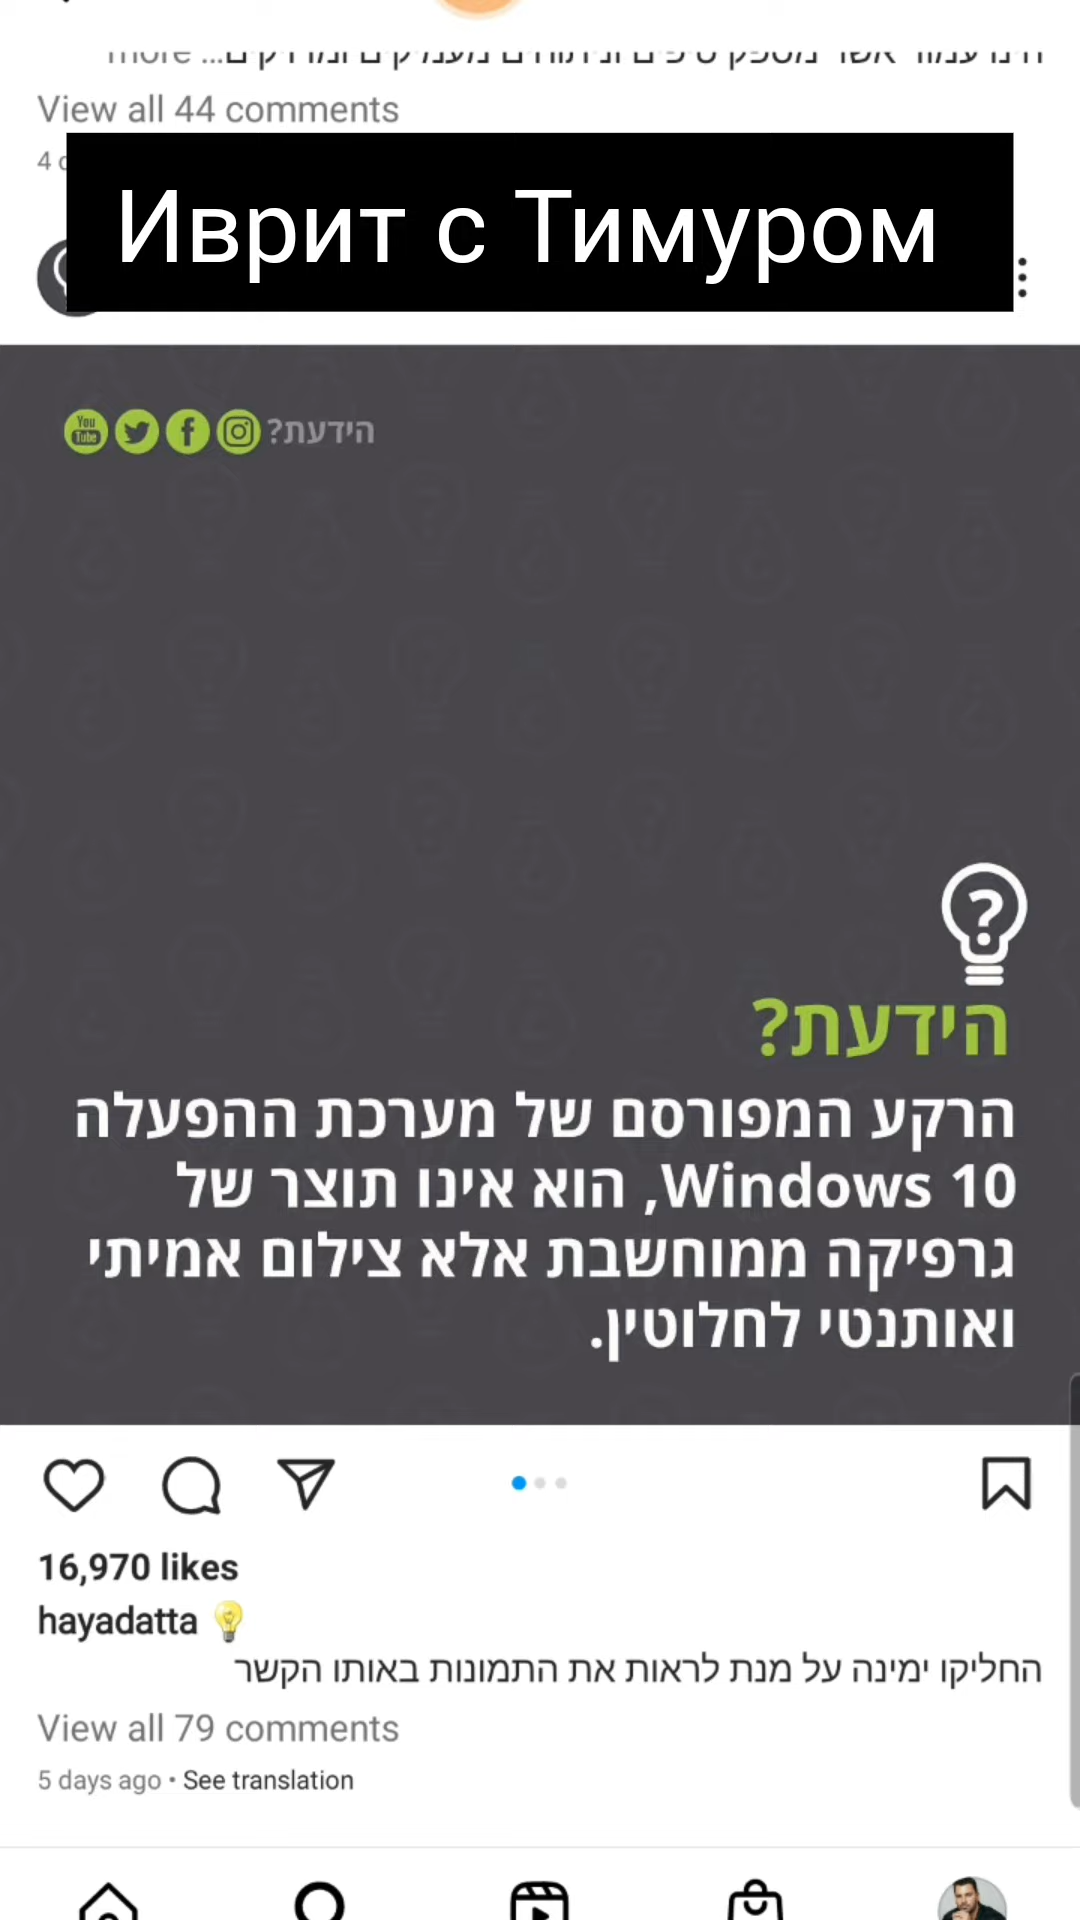 View all 44 comments
Иврит с Тимуром
הידעת?
You Tube
הידעת?
הרקע המפורסם של מערכת ההפעלה
Windows 10, הוא אינו תוצר של
גרפיקה ממוחשבת אלא צילום אמיתי
ואותנטי לחלוטין.
16,970 likes
hayadatta 💡
החליקו ימינה על מנת לראות את התמונות באותו הקשר
View all 79 comments
5 days ago • See translation